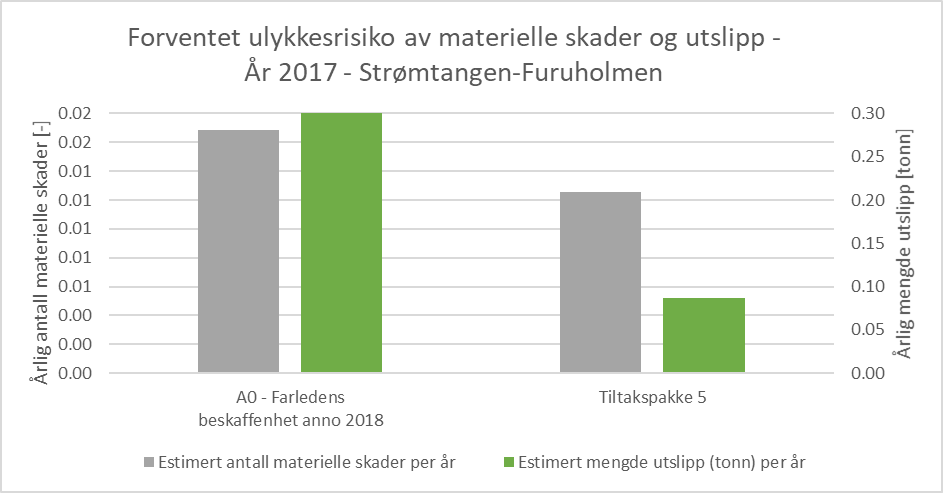 Forventet ulykkesrisiko av materielle skader og utslipp -
År 2017 - Strømtangen-Furuholmen
Årlig antall materielle skader [-]
0.02
0.02
0.01
0.01
0.01
0.01
0.01
0.00
0.00
0.00
0.30
0.25
0.20
0.15
0.10
0.05
0.00
Årlig mengde utslipp [tonn]
A0 - Farledens
beskaffenhet anno 2018
Tiltakspakke 5
Estimert antall materielle skader per år
Estimert mengde utslipp (tonn) per år